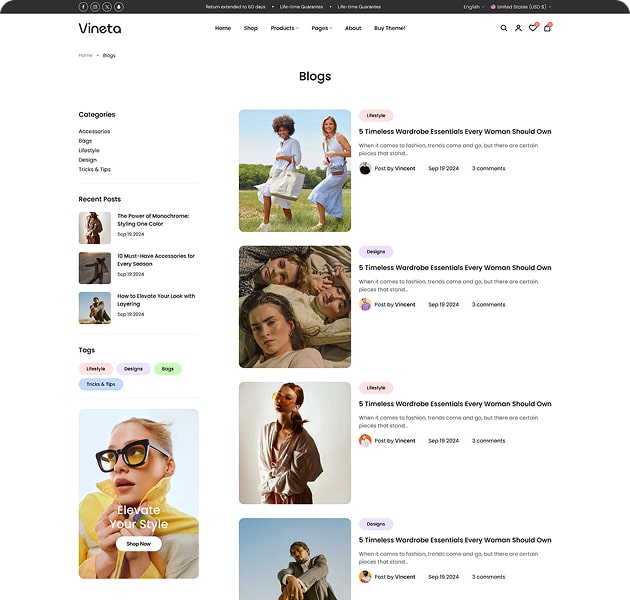 Return extended to 60 days • Life-time Guarantes • Life-time Guarantes
English
United States (USD $)
Vineta
Home Shop Products Pages About Buy Theme!
Home • Blogs
Blogs
Categories
Accessories
Bags
Lifestyle
Design
Tricks & Tips
Recent Posts
The Power of Monochrome:
Styling One Color
Sep 19 2024
10 Must-Have Accessories for
Every Season
Sep 19 2024
How to Elevate Your Look with
Layering
Sep 19 2024
Tags
Lifestyle Designs Bags
Tricks & Tips
Elevate
Your Style
Shop Now
Lifestyle
5 Timeless Wardrobe Essentials Every Woman Should Own
When it comes to fashion, trends come and go, but there are certain
pieces that stand...
Post by Vincent Sep 19 2024 3 comments
Designs
5 Timeless Wardrobe Essentials Every Woman Should Own
When it comes to fashion, trends come and go, but there are certain
pieces that stand...
Post by Vincent Sep 19 2024 3 comments
Lifestyle
5 Timeless Wardrobe Essentials Every Woman Should Own
When it comes to fashion, trends come and go, but there are certain
pieces that stand...
Post by Vincent Sep 19 2024 3 comments
Designs
5 Timeless Wardrobe Essentials Every Woman Should Own
When it comes to fashion, trends come and go, but there are certain
pieces that stand...
Post by Vincent Sep 19 2024 3 comments